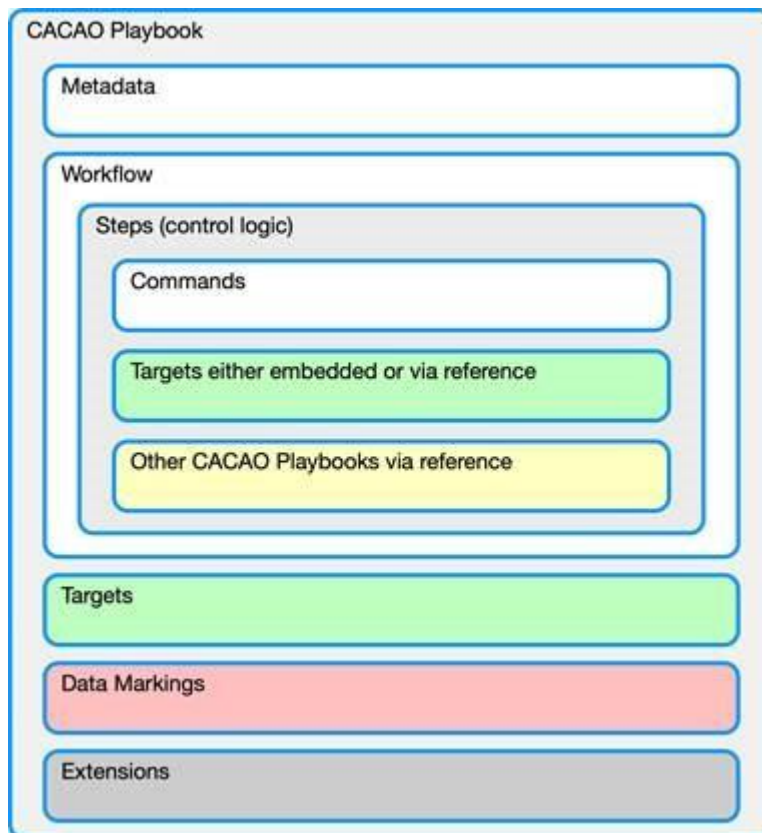 CACAO Playbook
Metadata
Workflow
Steps (control logic)
Commands
Targets either embedded or via reference
Other CACAO Playbooks via reference
Targets
Data Markings
Extensions